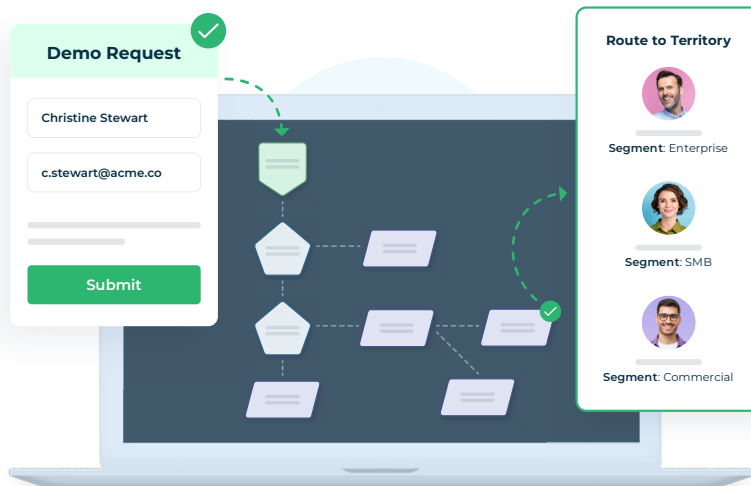 Demo Request
Christine Stewart
c.stewart@acme.co
Submit
Route to Territory
Segment: Enterprise
Segment: SMB
Segment: Commercial